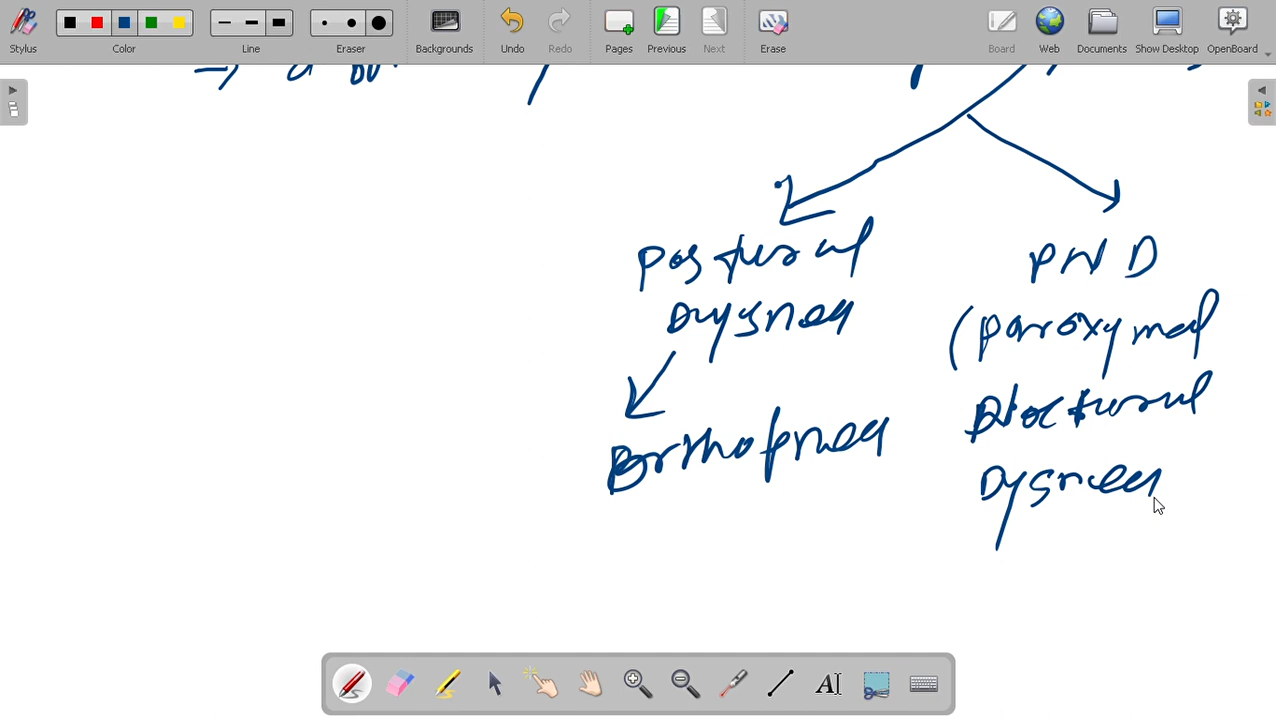 Stylus Color Line Eraser Backgrounds Undo Redo Pages Previous Next Erase Board Web Documents Show Desktop OpenBoard
Postural PND
Dysnea (Paroxymal
Orthopnea Nocturnal
Dysnea
AI